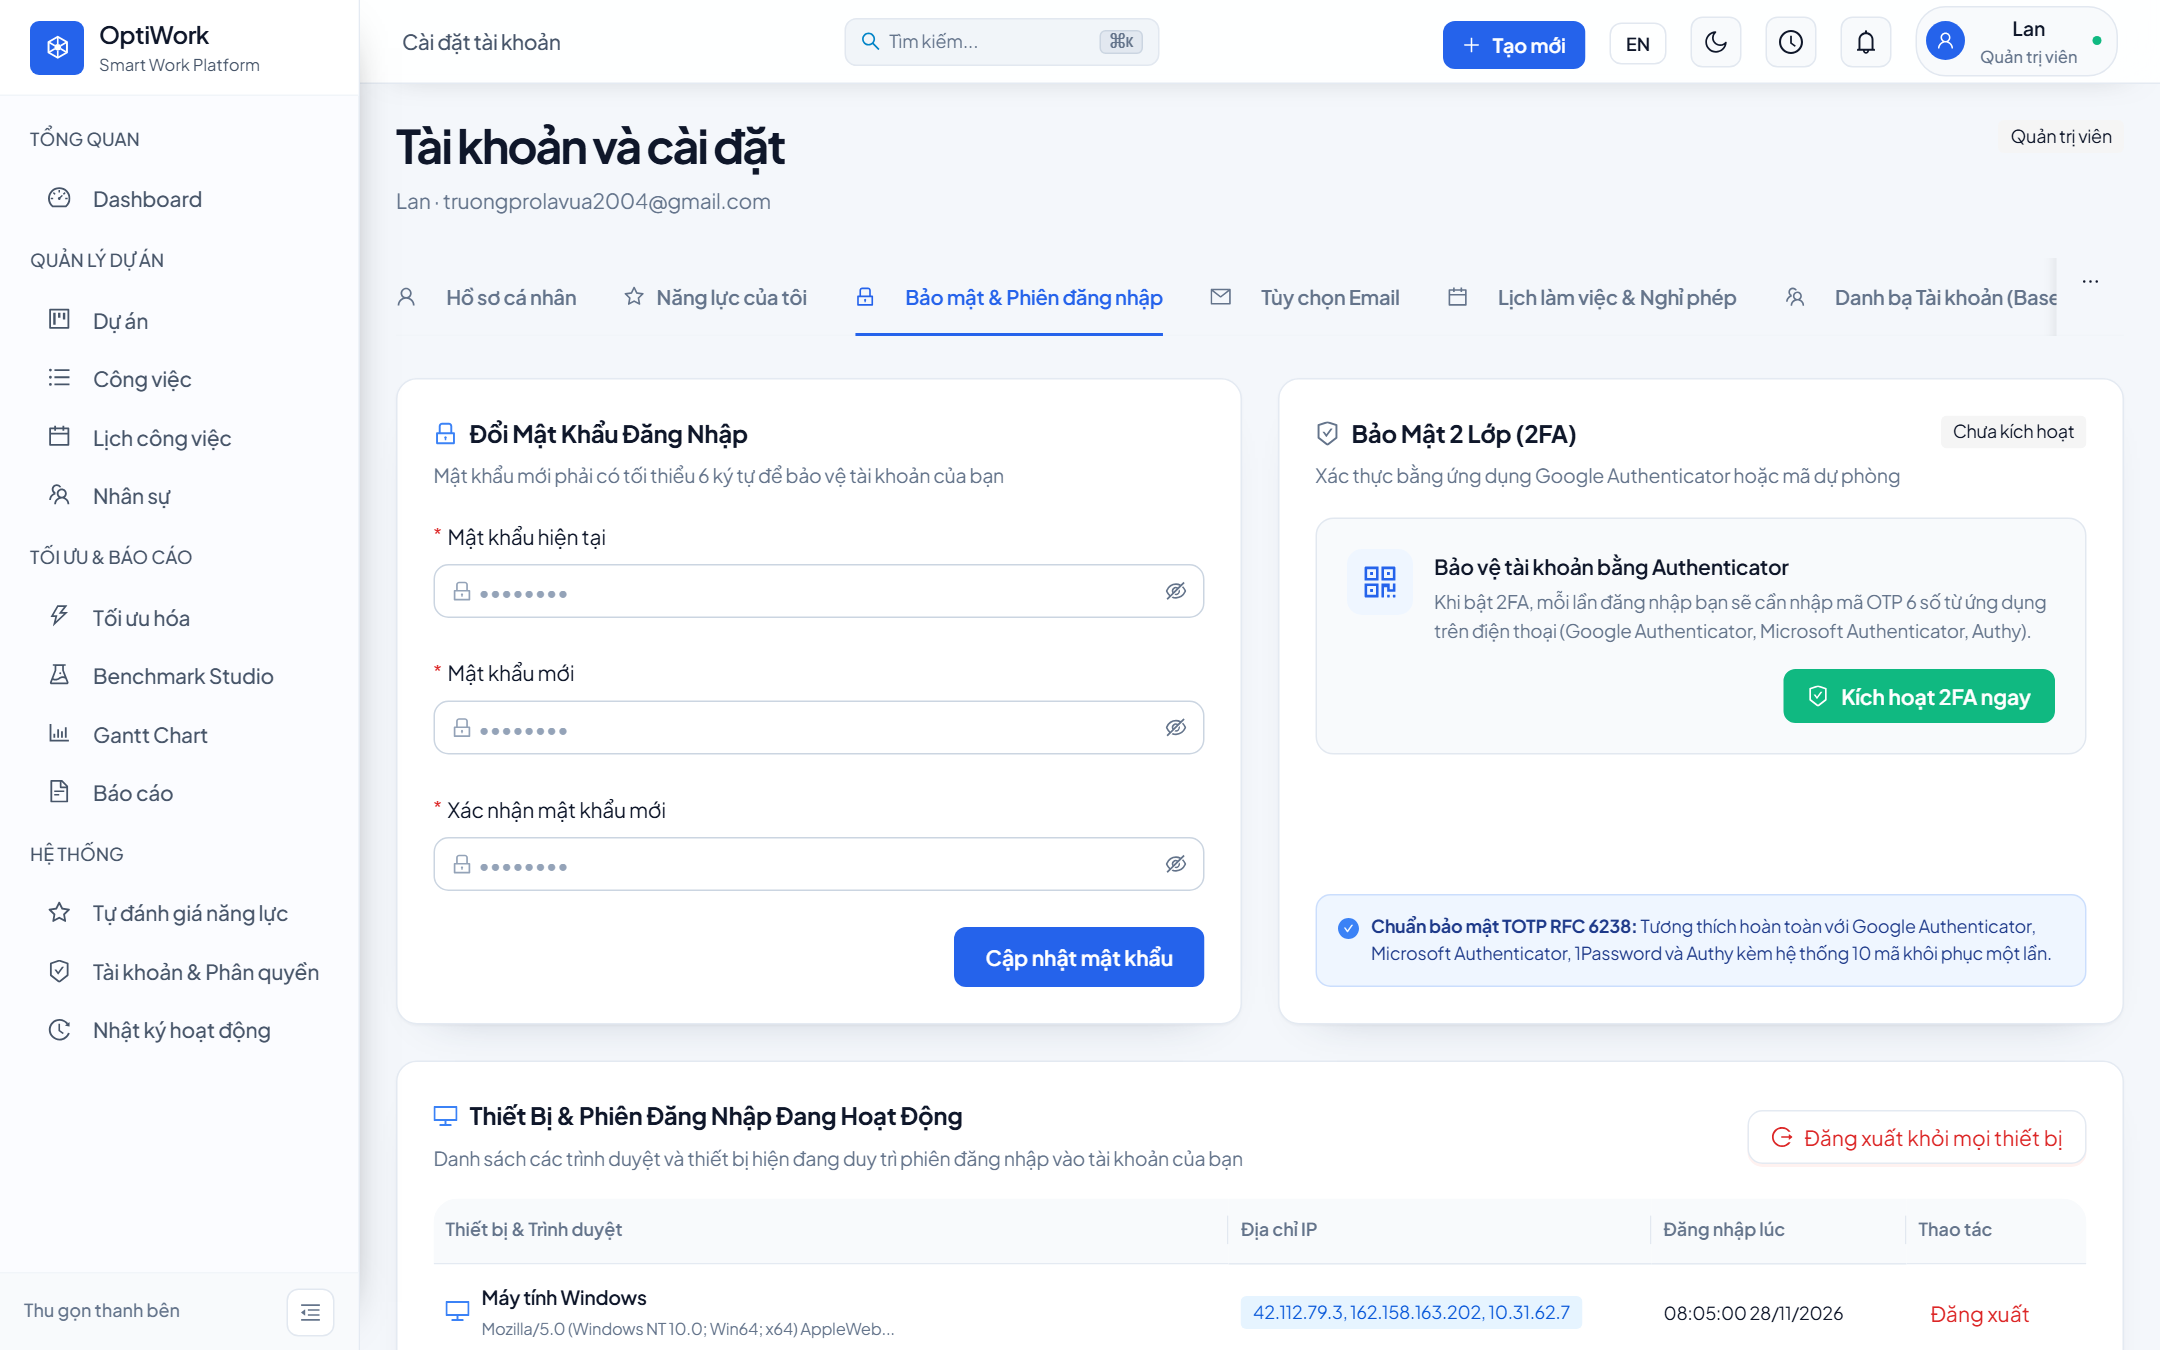 OptiWork
Smart Work Platform
Cài đặt tài khoản
Tìm kiếm...
⌘K
Tạo mới
EN
Lan
Quản trị viên
TỔNG QUAN
Dashboard
QUẢN LÝ DỰ ÁN
Dự án
Công việc
Lịch công việc
Nhân sự
TỐI ƯU & BÁO CÁO
Tối ưu hóa
Benchmark Studio
Gantt Chart
Báo cáo
HỆ THỐNG
Tự đánh giá năng lực
Tài khoản & Phân quyền
Nhật ký hoạt động
Thu gọn thanh bên
Tài khoản và cài đặt
Quản trị viên
Lan · truongprolavua2004@gmail.com
Hồ sơ cá nhân
Năng lực của tôi
Bảo mật & Phiên đăng nhập
Tùy chọn Email
Lịch làm việc & Nghỉ phép
Danh bạ Tài khoản (Base
...
Đổi Mật Khẩu Đăng Nhập
Mật khẩu mới phải có tối thiểu 6 ký tự để bảo vệ tài khoản của bạn
* Mật khẩu hiện tại
••••••••
* Mật khẩu mới
••••••••
* Xác nhận mật khẩu mới
••••••••
Cập nhật mật khẩu
Bảo Mật 2 Lớp (2FA)
Chưa kích hoạt
Xác thực bằng ứng dụng Google Authenticator hoặc mã dự phòng
Bảo vệ tài khoản bằng Authenticator
Khi bật 2FA, mỗi lần đăng nhập bạn sẽ cần nhập mã OTP 6 số từ ứng dụng
trên điện thoại (Google Authenticator, Microsoft Authenticator, Authy).
Kích hoạt 2FA ngay
Chuẩn bảo mật TOTP RFC 6238: Tương thích hoàn toàn với Google Authenticator,
Microsoft Authenticator, 1Password và Authy kèm hệ thống 10 mã khôi phục một lần.
Thiết Bị & Phiên Đăng Nhập Đang Hoạt Động
Danh sách các trình duyệt và thiết bị hiện đang duy trì phiên đăng nhập vào tài khoản của bạn
Đăng xuất khỏi mọi thiết bị
Thiết bị & Trình duyệt
Địa chỉ IP
Đăng nhập lúc
Thao tác
Máy tính Windows
Mozilla/5.0 (Windows NT 10.0; Win64; x64) AppleWeb...
42.112.79.3, 162.158.163.202, 10.31.62.7
08:05:00 28/11/2026
Đăng xuất